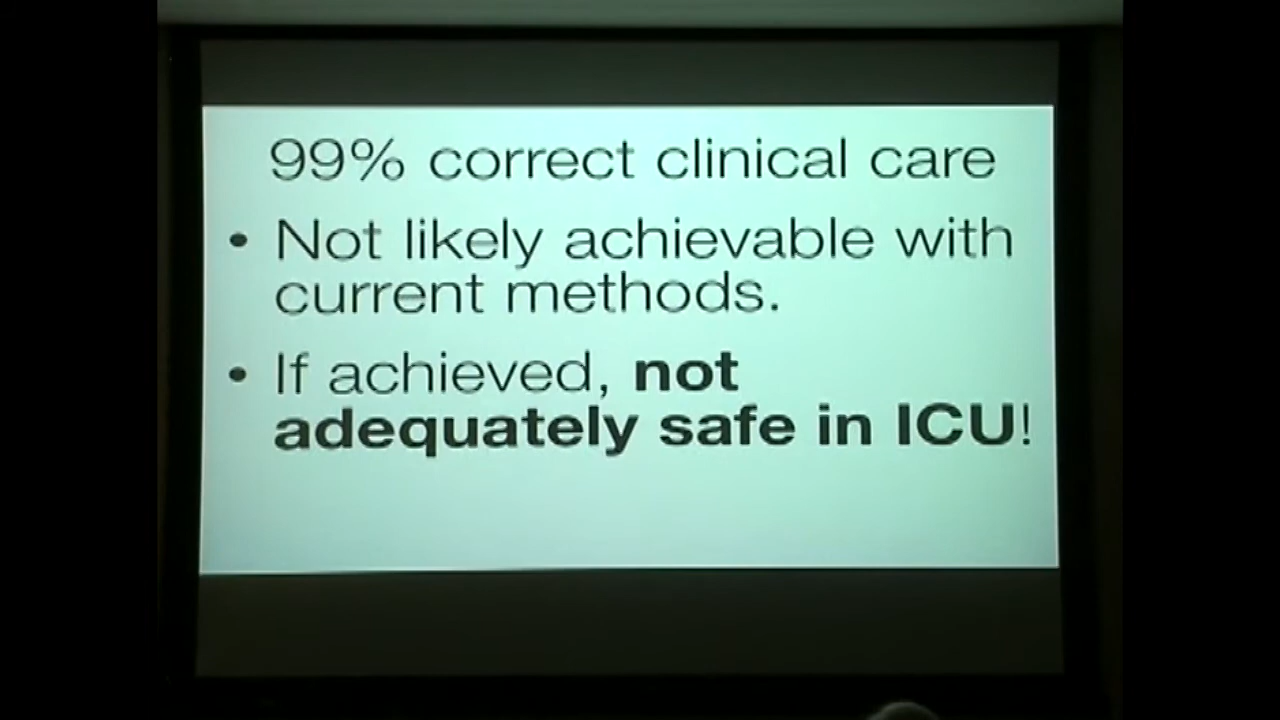 99% correct clinical care
• Not likely achievable with
current methods.
• If achieved, not
adequately safe in ICU!